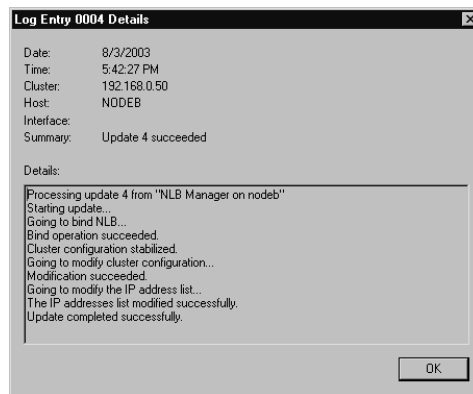 Log Entry 0004 Details
Date: 8/3/2003
Time: 5:42:27 PM
Cluster: 192.168.0.50
Host: NODEB
Interface:
Summary: Update 4 succeeded
Details:
Processing update 4 from "NLB Manager on nodeb"
Starting update...
Going to bind NLB...
Bind operation succeeded.
Cluster configuration stabilized.
Going to modify cluster configuration...
Modification succeeded.
Going to modify the IP address list...
The IP addresses list modified successfully.
Update completed successfully.
OK